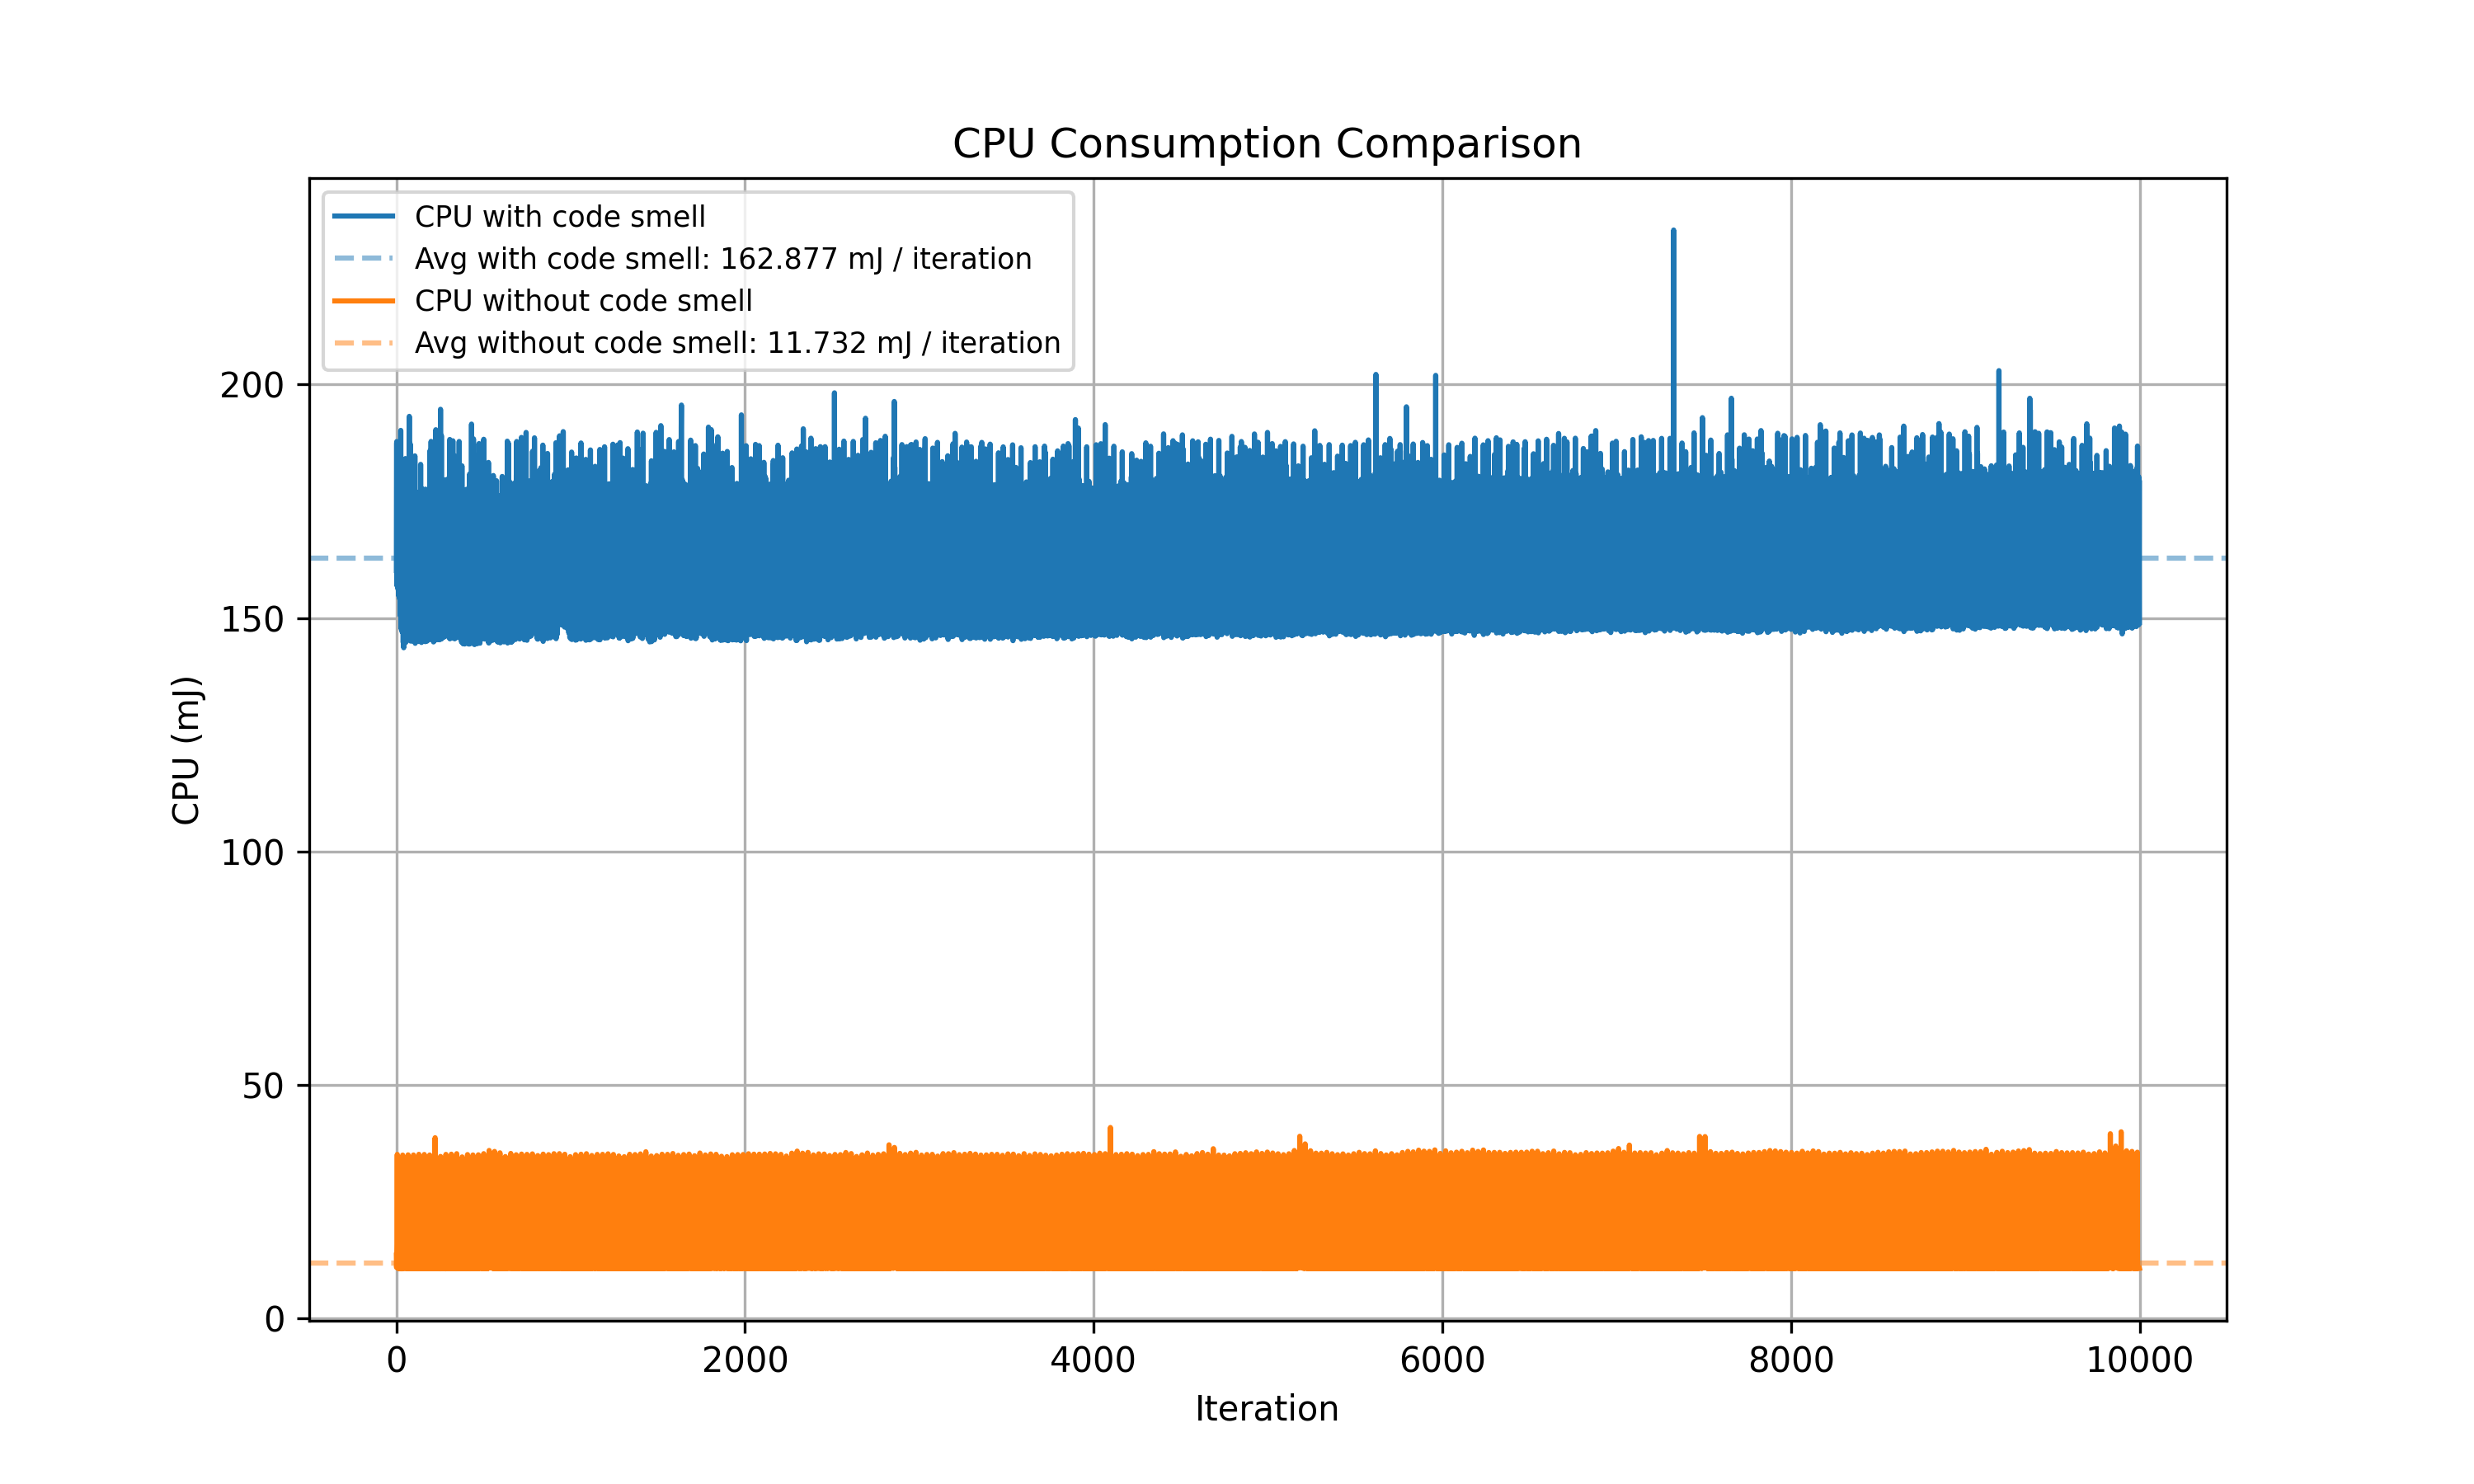 CPU Consumption Comparison
CPU with code smell
Avg with code smell: 162.877 mJ / iteration
CPU without code smell
Avg without code smell: 11.732 mJ / iteration
200
150
100
50
0
CPU (mJ)
0 2000 4000 6000 8000 10000
Iteration